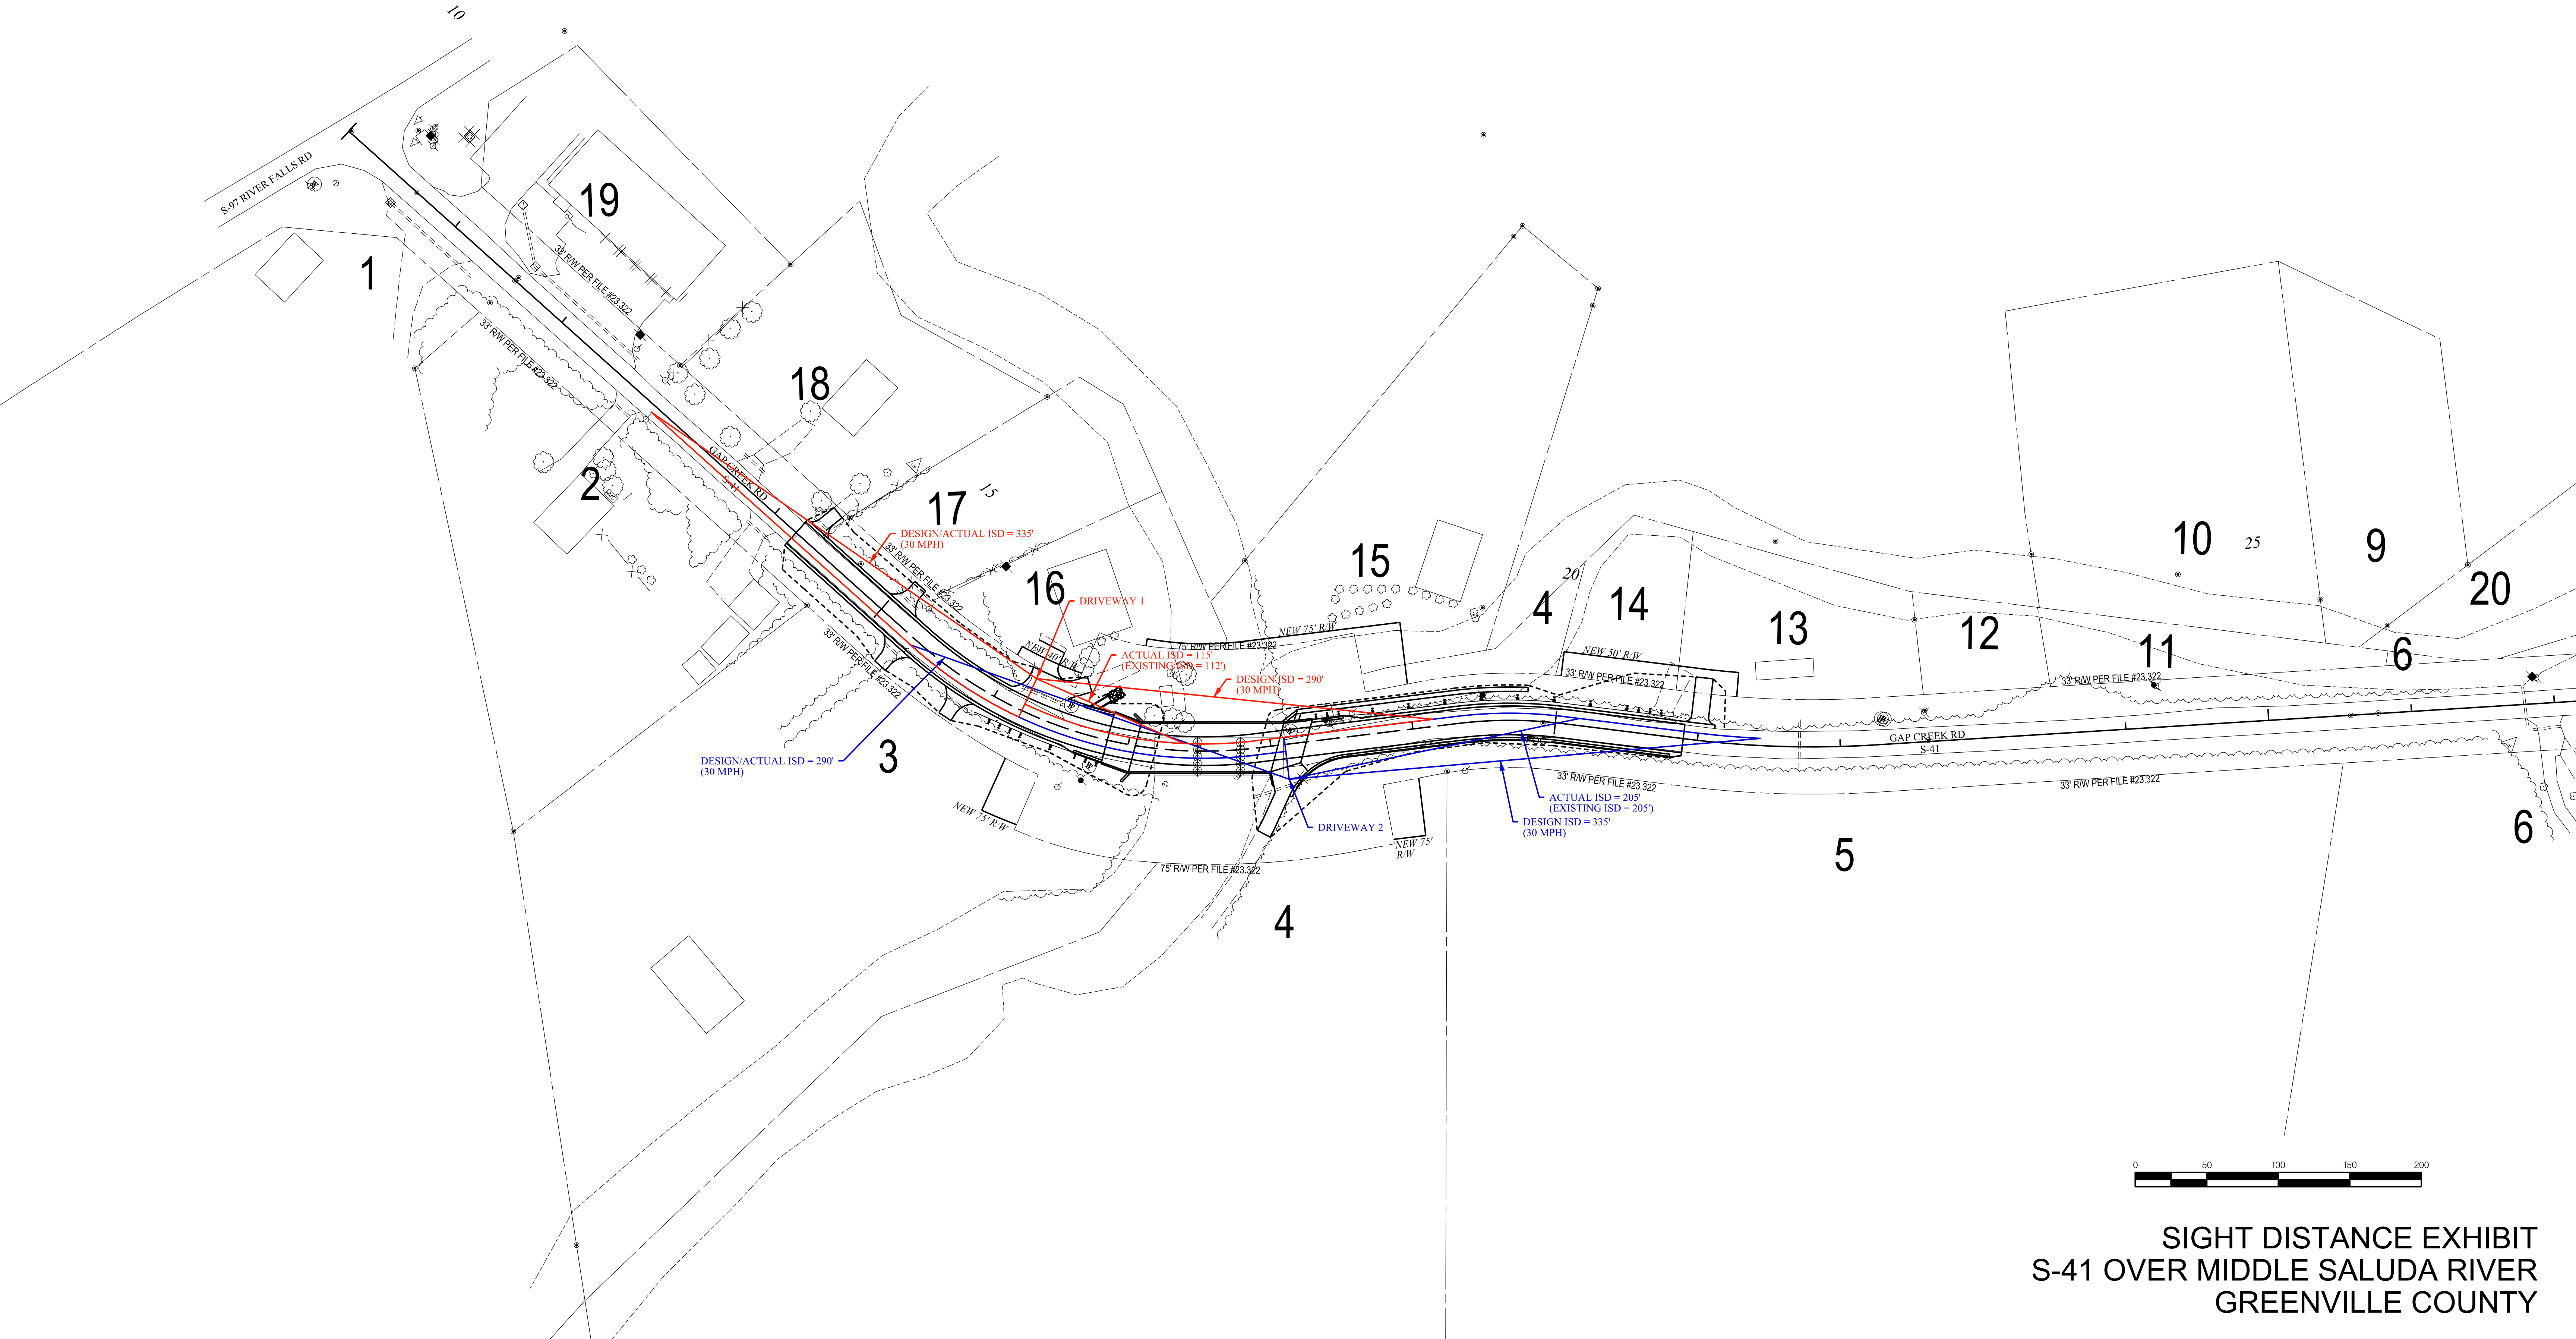 10
S-97 RIVER FALLS RD
19
1
33' R/W PER FILE #23.322
33' R/W PER FILE #23.322
18
2
GAP CREEK RD
S-41
17
15
DESIGN/ACTUAL ISD = 335'
(30 MPH)
33' R/W PER FILE #23.322
16
DRIVEWAY 1
NEW 40' R/W
ACTUAL ISD = 115'
(EXISTING ISD = 112')
DESIGN ISD = 290'
(30 MPH)
33' R/W PER FILE #23.322
3
DESIGN/ACTUAL ISD = 290'
(30 MPH)
NEW 75' R/W
15
NEW 75' R/W
75' R/W PER FILE #23.322
20
4
14
NEW 50' R/W
33' R/W PER FILE #23.322
13
12
11
10
25
9
20
6
33' R/W PER FILE #23.322
GAP CREEK RD
S-41
33' R/W PER FILE #23.322
33' R/W PER FILE #23.322
ACTUAL ISD = 205'
(EXISTING ISD = 205')
DESIGN ISD = 335'
(30 MPH)
DRIVEWAY 2
NEW 75'
R/W
75' R/W PER FILE #23.322
4
5
6
0 50 100 150 200
SIGHT DISTANCE EXHIBIT
S-41 OVER MIDDLE SALUDA RIVER
GREENVILLE COUNTY